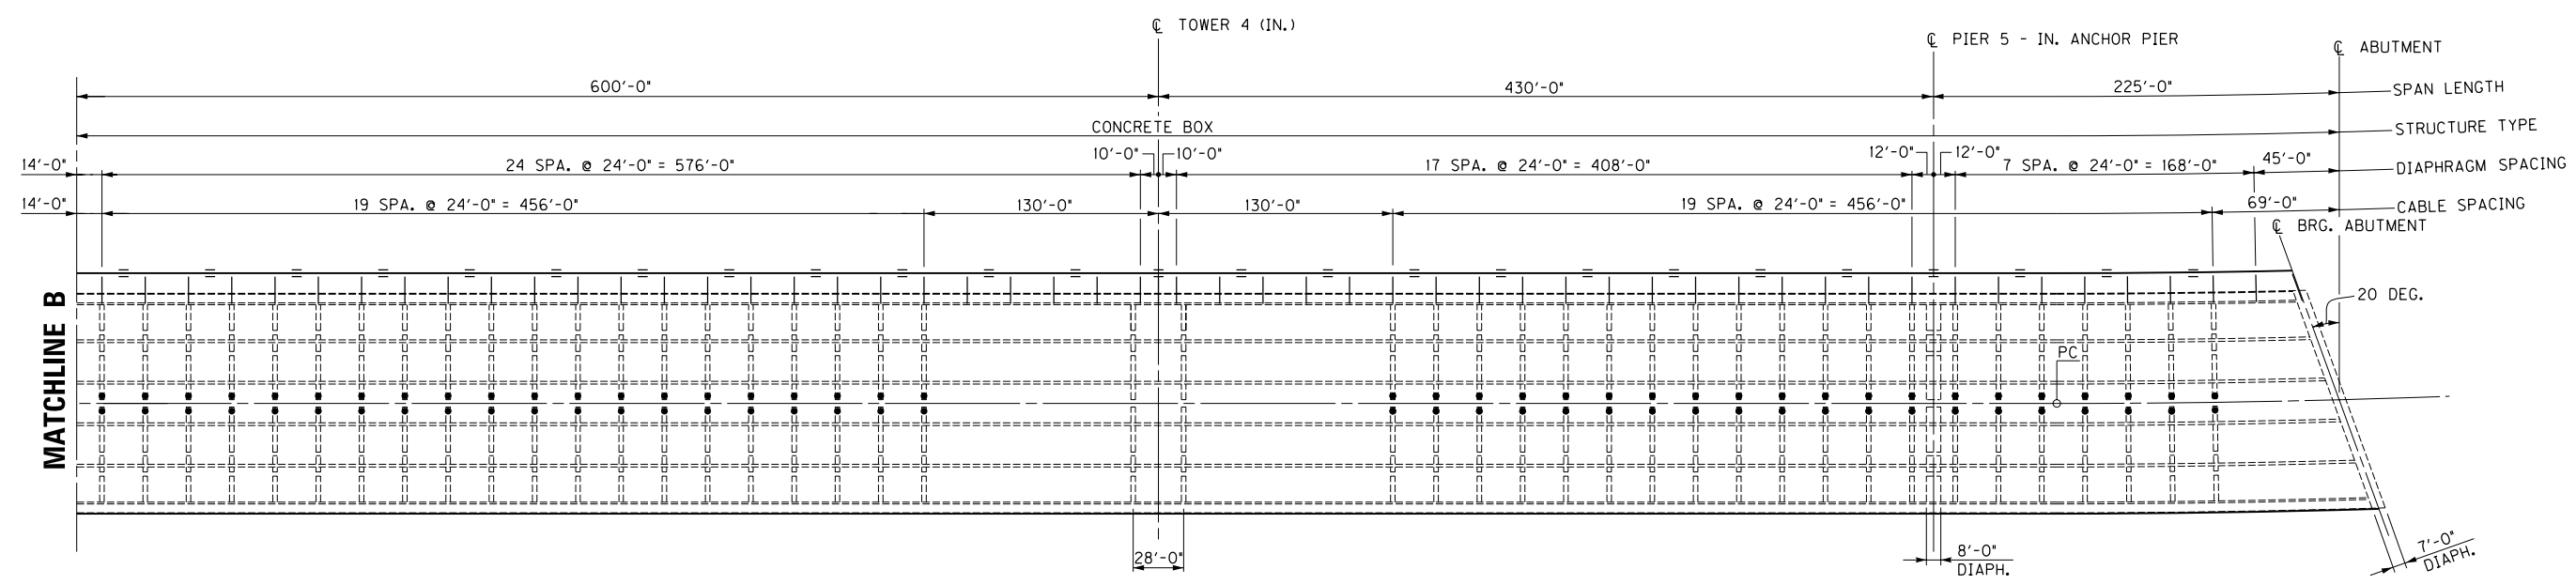 ℄ TOWER 4 (IN.)
℄ PIER 5 - IN. ANCHOR PIER
℄ ABUTMENT
600'-0"
430'-0"
225'-0"
SPAN LENGTH
CONCRETE BOX
STRUCTURE TYPE
14'-0"
24 SPA. @ 24'-0" = 576'-0"
10'-0"
10'-0"
17 SPA. @ 24'-0" = 408'-0"
12'-0"
12'-0"
7 SPA. @ 24'-0" = 168'-0"
45'-0"
DIAPHRAGM SPACING
14'-0"
19 SPA. @ 24'-0" = 456'-0"
130'-0"
130'-0"
19 SPA. @ 24'-0" = 456'-0"
69'-0"
CABLE SPACING
℄ BRG. ABUTMENT
MATCHLINE B
20 DEG.
PC
28'-0"
8'-0"
DIAPH.
7'-0"
DIAPH.